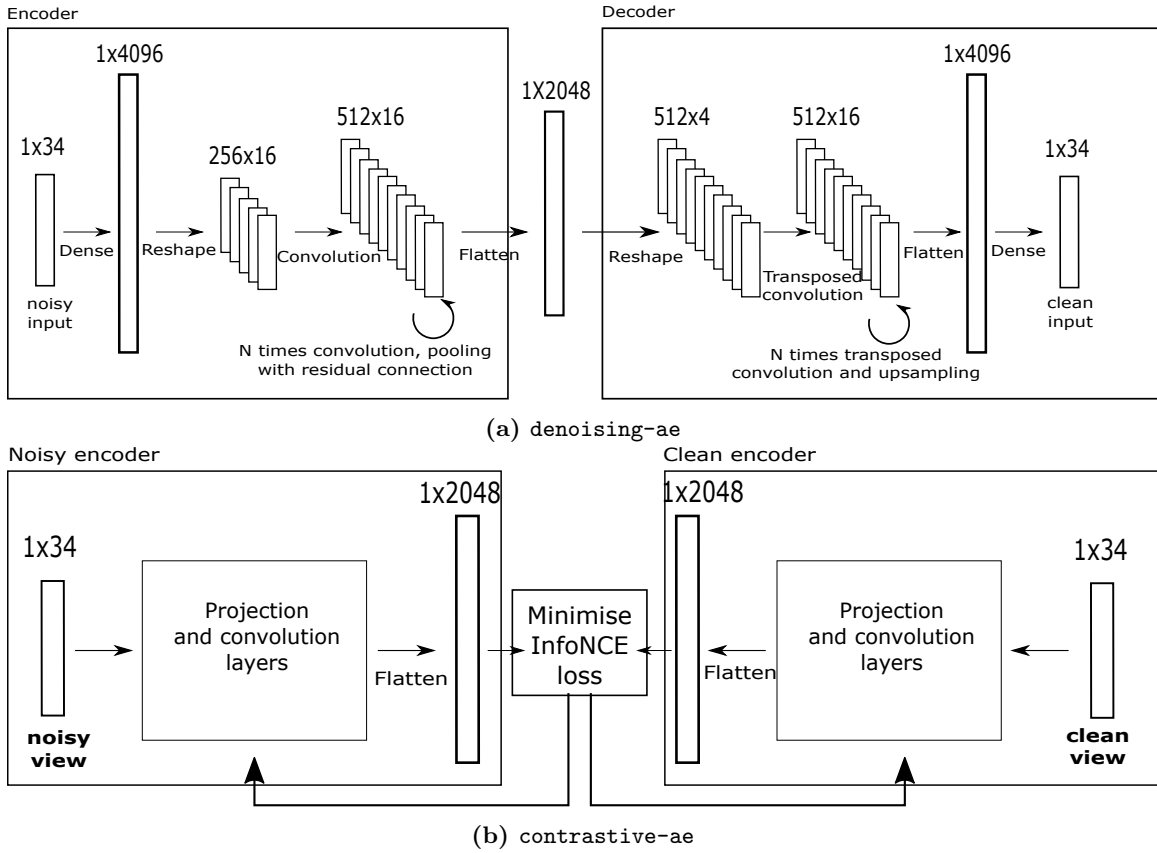 Encoder
1x34
noisy
input
Dense
1x4096
Reshape
256x16
Convolution
512x16
N times convolution, pooling
with residual connection
Flatten
1X2048
Decoder
Reshape
512x4
Transposed
convolution
512x16
N times transposed
convolution and upsampling
Flatten
1x4096
Dense
1x34
clean
input
(a) denoising-ae
Noisy encoder
1x34
noisy
view
Projection
and convolution
layers
Flatten
1x2048
Minimise
InfoNCE
loss
Clean encoder
1x2048
Flatten
Projection
and convolution
layers
1x34
clean
view
(b) contrastive-ae